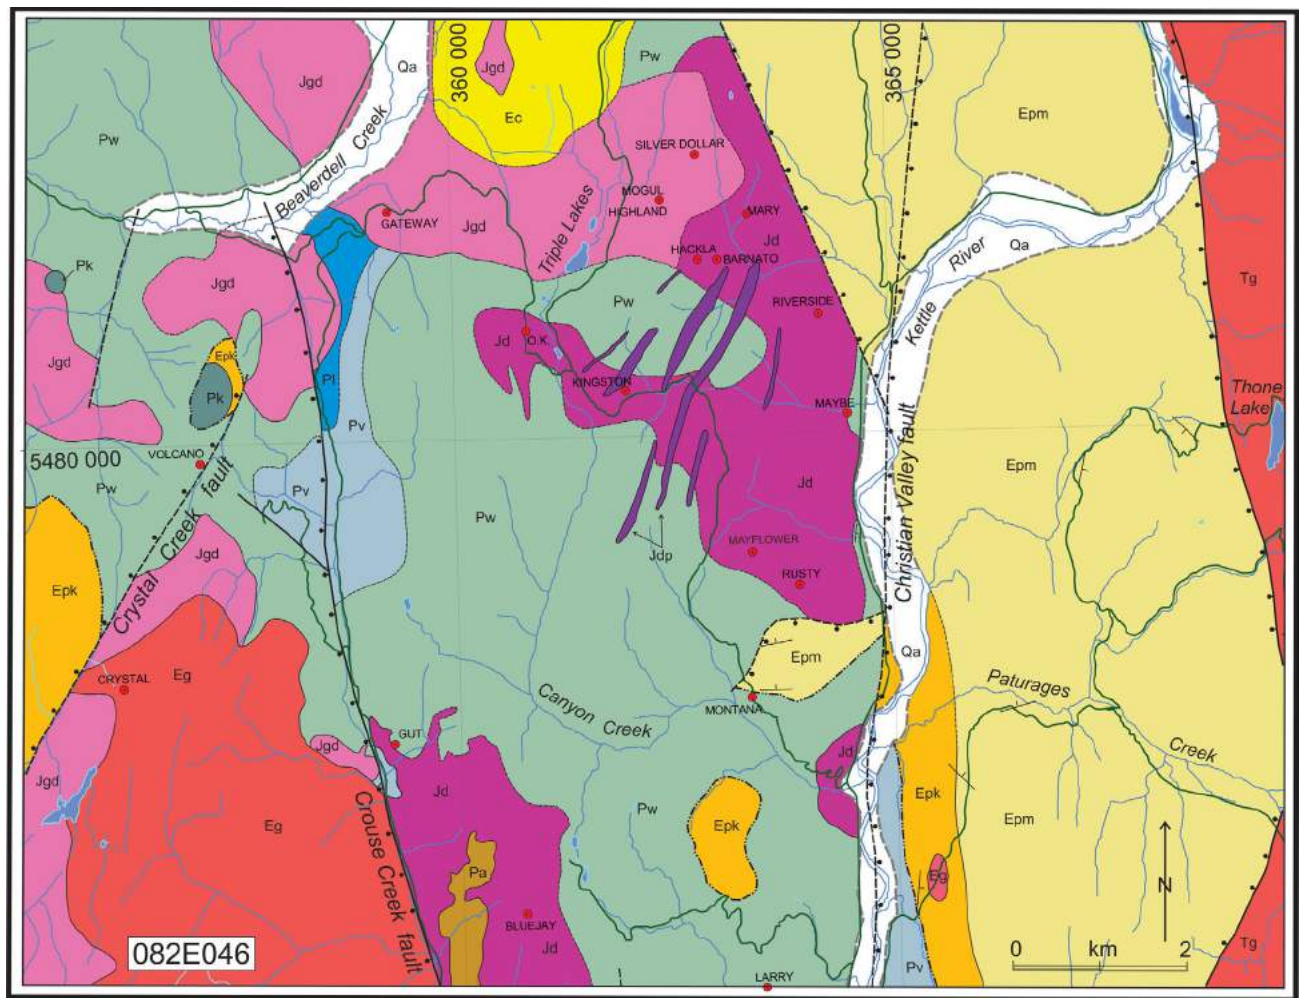 Jgd
Qa
360 000
Jgd
Ec
Pw
365 000
Epm
Pw
Beaverdell Creek
SILVER DOLLAR
MOGUL
HIGHLAND
MARY
GATEWAY
Jgd
Triple Lakes
Jd
HACKLA
BARNATO
River
Qa
Kettle
Tg
Pk
Jgd
Pw
RIVERSIDE
Jd
O.K.
Epk
Jgd
Pk
Pl
KINGSTON
MAYBE
Thone
Lake
Pv
5480 000
VOLCANO
Pw
Pv
Pw
Jd
Epm
Christian Valley fault
Jgd
Crystal Creek fault
Jdp
MAYFLOWER
RUSTY
Epk
Epm
Qa
CRYSTAL
Eg
Canyon Creek
MONTANA
Paturages
Creek
GUT
Jgd
Jgd
Jd
Jd
Eg
Crouse Creek fault
Pw
Epk
Epk
Epm
Pa
Eg
N
BLUEJAY
Jd
082E046
0 km 2
LARRY
Pv
Tg